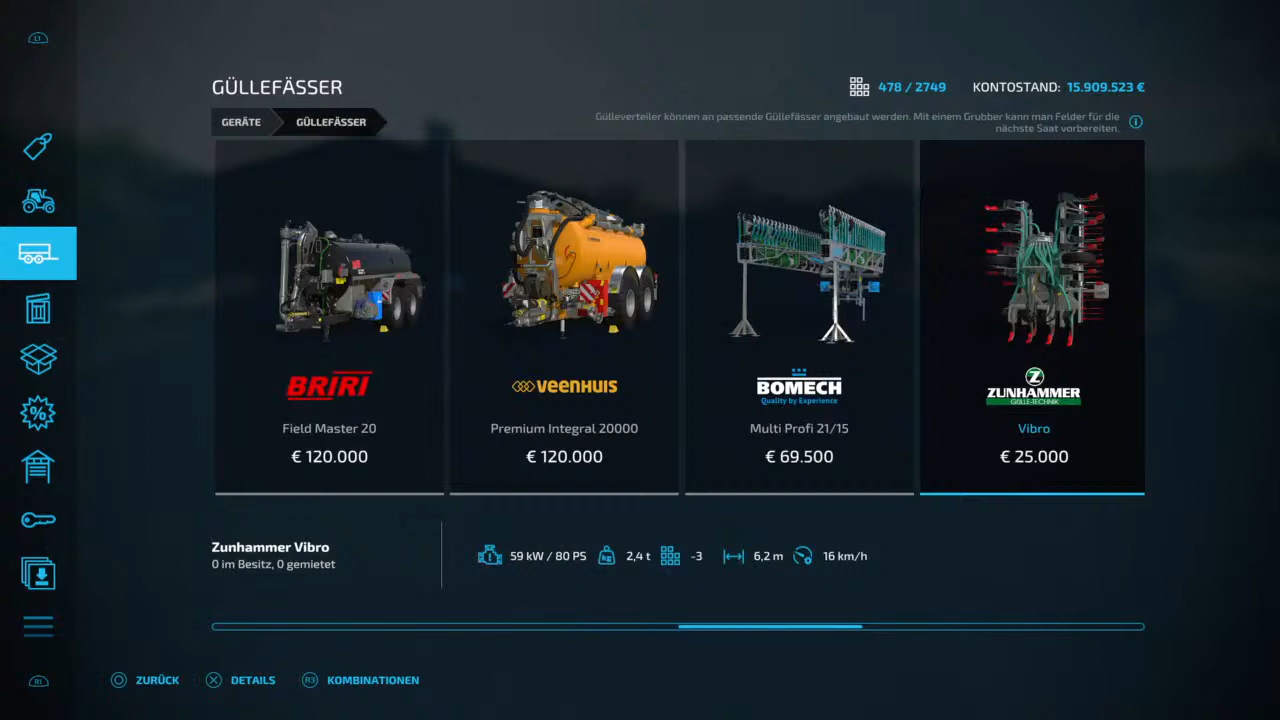 L1
GÜLLEFÄSSER
478 / 2749
KONTOSTAND: 15.909.523 €
GERÄTE
GÜLLEFÄSSER
Gülleverteiler können an passende Güllefässer angebaut werden. Mit einem Grubber kann man Felder für die
nächste Saat vorbereiten.
BRIRI
Field Master 20
€ 120.000
VEENHUIS
Premium Integral 20000
€ 120.000
BOMECH
Quality by Experience
Multi Profi 21/15
€ 69.500
Z
ZUNHAMMER
GÜLLE-TECHNIK
Vibro
€ 25.000
Zunhammer Vibro
0 im Besitz, 0 gemietet
59 kW / 80 PS
2,4 t
-3
6,2 m
16 km/h
R1
ZURÜCK
DETAILS
R3 KOMBINATIONEN